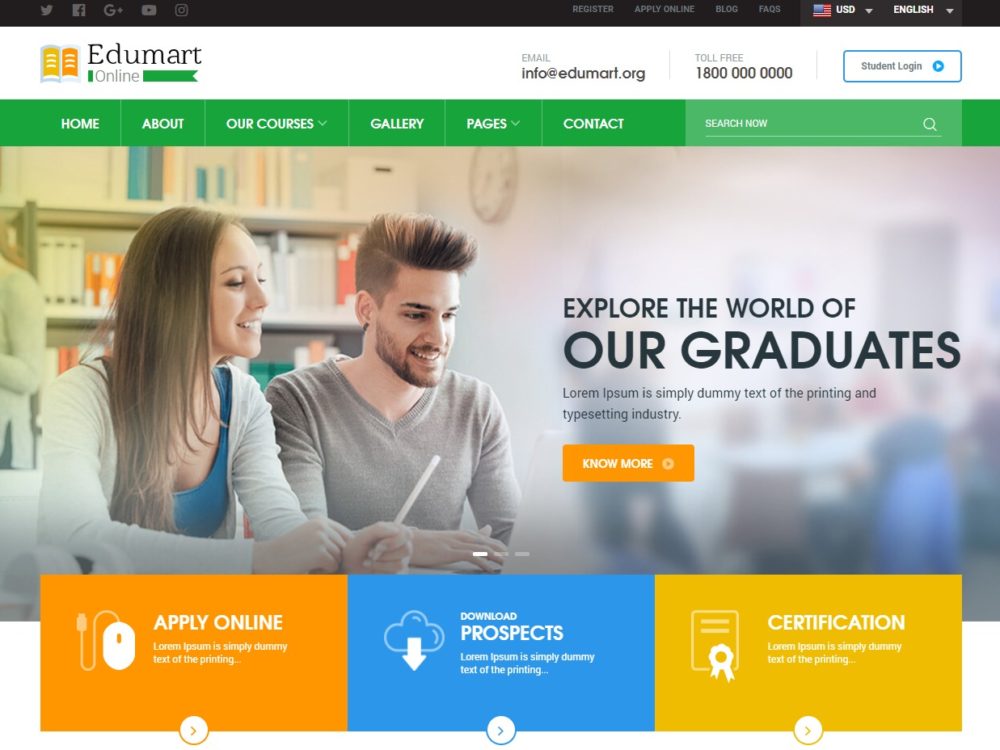 REGISTER APPLY ONLINE BLOG FAQS USD ENGLISH
Edumart
Online
EMAIL
info@edumart.org
TOLL FREE
1800 000 0000
Student Login
HOME ABOUT OUR COURSES GALLERY PAGES CONTACT SEARCH NOW
EXPLORE THE WORLD OF
OUR GRADUATES
Lorem Ipsum is simply dummy text of the printing and
typesetting industry.
KNOW MORE
APPLY ONLINE
Lorem Ipsum is simply dummy
text of the printing...
DOWNLOAD
PROSPECTS
Lorem Ipsum is simply dummy
text of the printing...
CERTIFICATION
Lorem Ipsum is simply dummy
text of the printing...